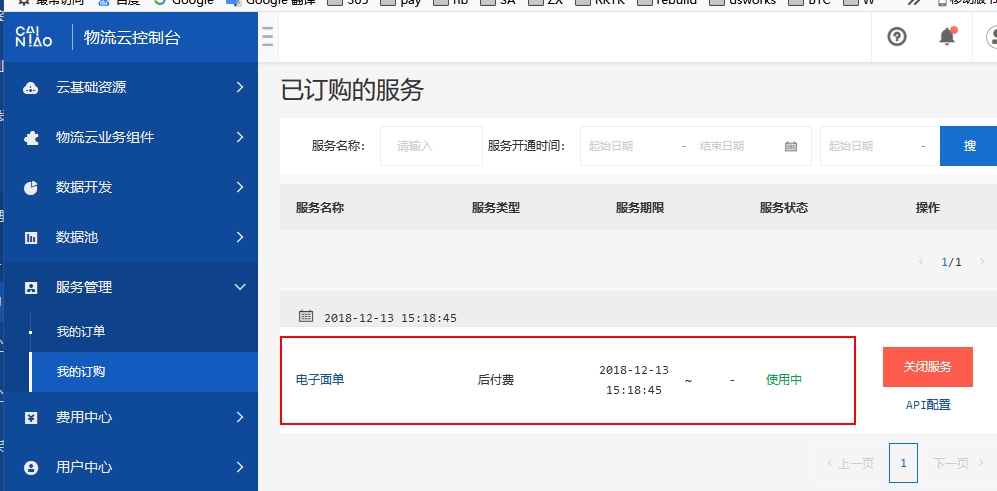 最常访问 百度 Google Google 翻译 365 pay hb SA ZX RKTK rebuild dsworks BTC W
CAI
NIAO
物流云控制台
云基础资源
物流云业务组件
数据开发
数据池
服务管理
我的订单
我的订购
费用中心
用户中心
已订购的服务
服务名称: 请输入 服务开通时间: 起始日期 - 结束日期 起始日期 - 搜
服务名称 服务类型 服务期限 服务状态 操作
1/1
2018-12-13 15:18:45
电子面单 后付费 2018-12-13 15:18:45 ~ - 使用中 关闭服务
API配置
上一页 1 下一页